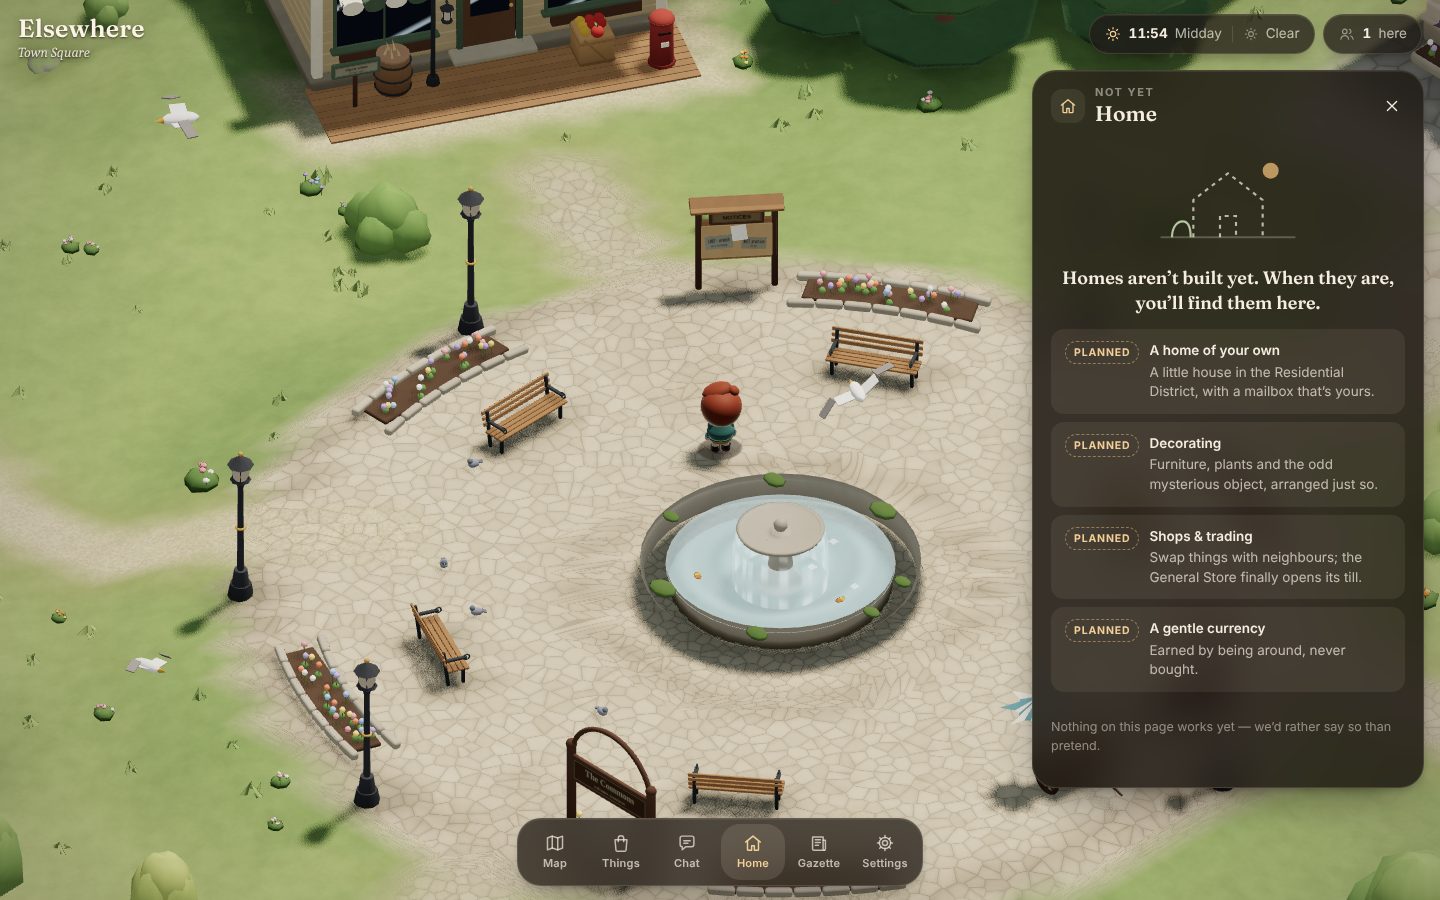 Elsewhere
Town Square
11:54 Midday
Clear
1 here
NOT YET
Home
Homes aren’t built yet. When they are,
you’ll find them here.
PLANNED
A home of your own
A little house in the Residential
District, with a mailbox that’s yours.
PLANNED
Decorating
Furniture, plants and the odd
mysterious object, arranged just so.
PLANNED
Shops & trading
Swap things with neighbours; the
General Store finally opens its till.
PLANNED
A gentle currency
Earned by being around, never
bought.
Nothing on this page works yet — we’d rather say so than
pretend.
NOTICES
The Commons
Map
Things
Chat
Home
Gazette
Settings